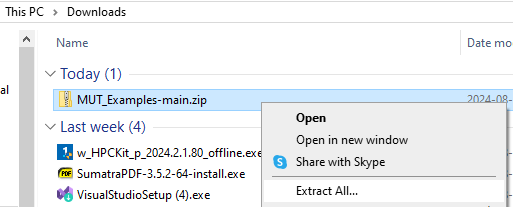 This PC > Downloads
Name
Date mo
Today (1)
MUT_Examples-main.zip
2024-08-
al
Last week (4)
Open
Open in new window
w_HPCKit_p_2024.2.1.80_offline.exe
Share with Skype
PDF
SumatraPDF-3.5.2-64-install.exe
VisualStudioSetup (4).exe
Extract All...